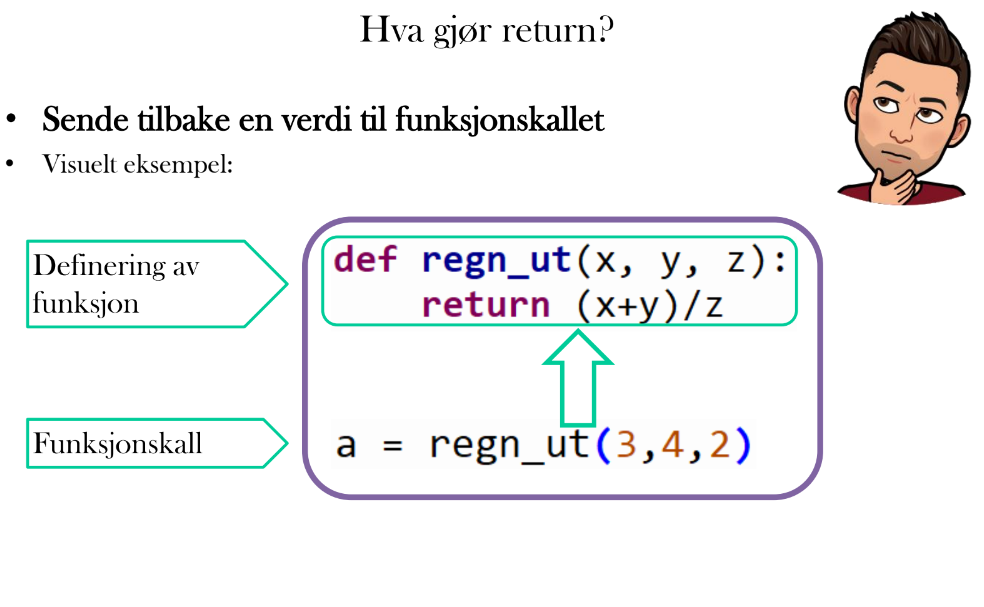 Hva gjør return?
• Sende tilbake en verdi til funksjonskallet
• Visuelt eksempel:
Definering av
funksjon
def regn_ut(x, y, z):
    return (x+y)/z
Funksjonskall
a = regn_ut(3,4,2)